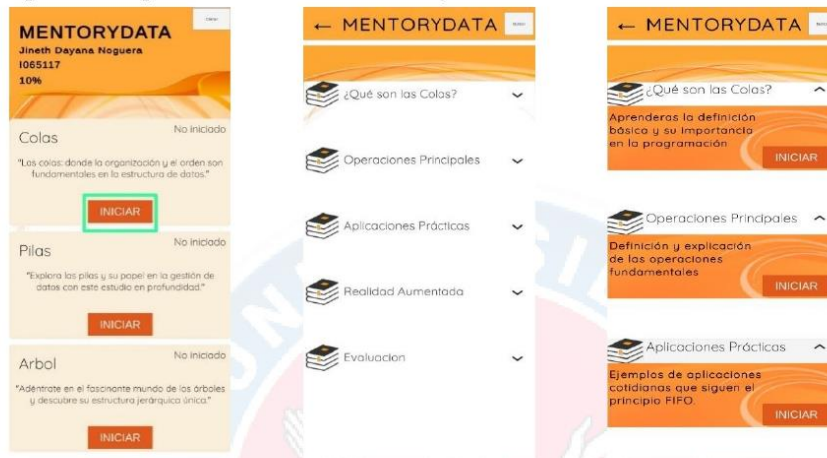 MENTORYDATA
Jineth Dayana Noguera
I065117
10%
Colas
No iniciado
"Las colas: donde la organización y el orden son
fundamentales en la estructura de datos."
INICIAR
Pilas
No iniciado
"Explora las pilas y su papel en la gestión de
datos con este estudio en profundidad."
INICIAR
Arbol
No iniciado
"Adéntrate en el fascinante mundo de los árboles
y descubre su estructura jerárquica única."
INICIAR
← MENTORYDATA
¿Qué son las Colas?
Operaciones Principales
Aplicaciones Prácticas
Realidad Aumentada
Evaluacion
← MENTORYDATA
¿Qué son las Colas?
Aprenderas la definición
básica y su importancia
en la programación
INICIAR
Operaciones Principales
Definición y explicación
de las operaciones
fundamentales
INICIAR
Aplicaciones Prácticas
Ejemplos de aplicaciones
cotidianas que siguen el
principio FIFO.
INICIAR